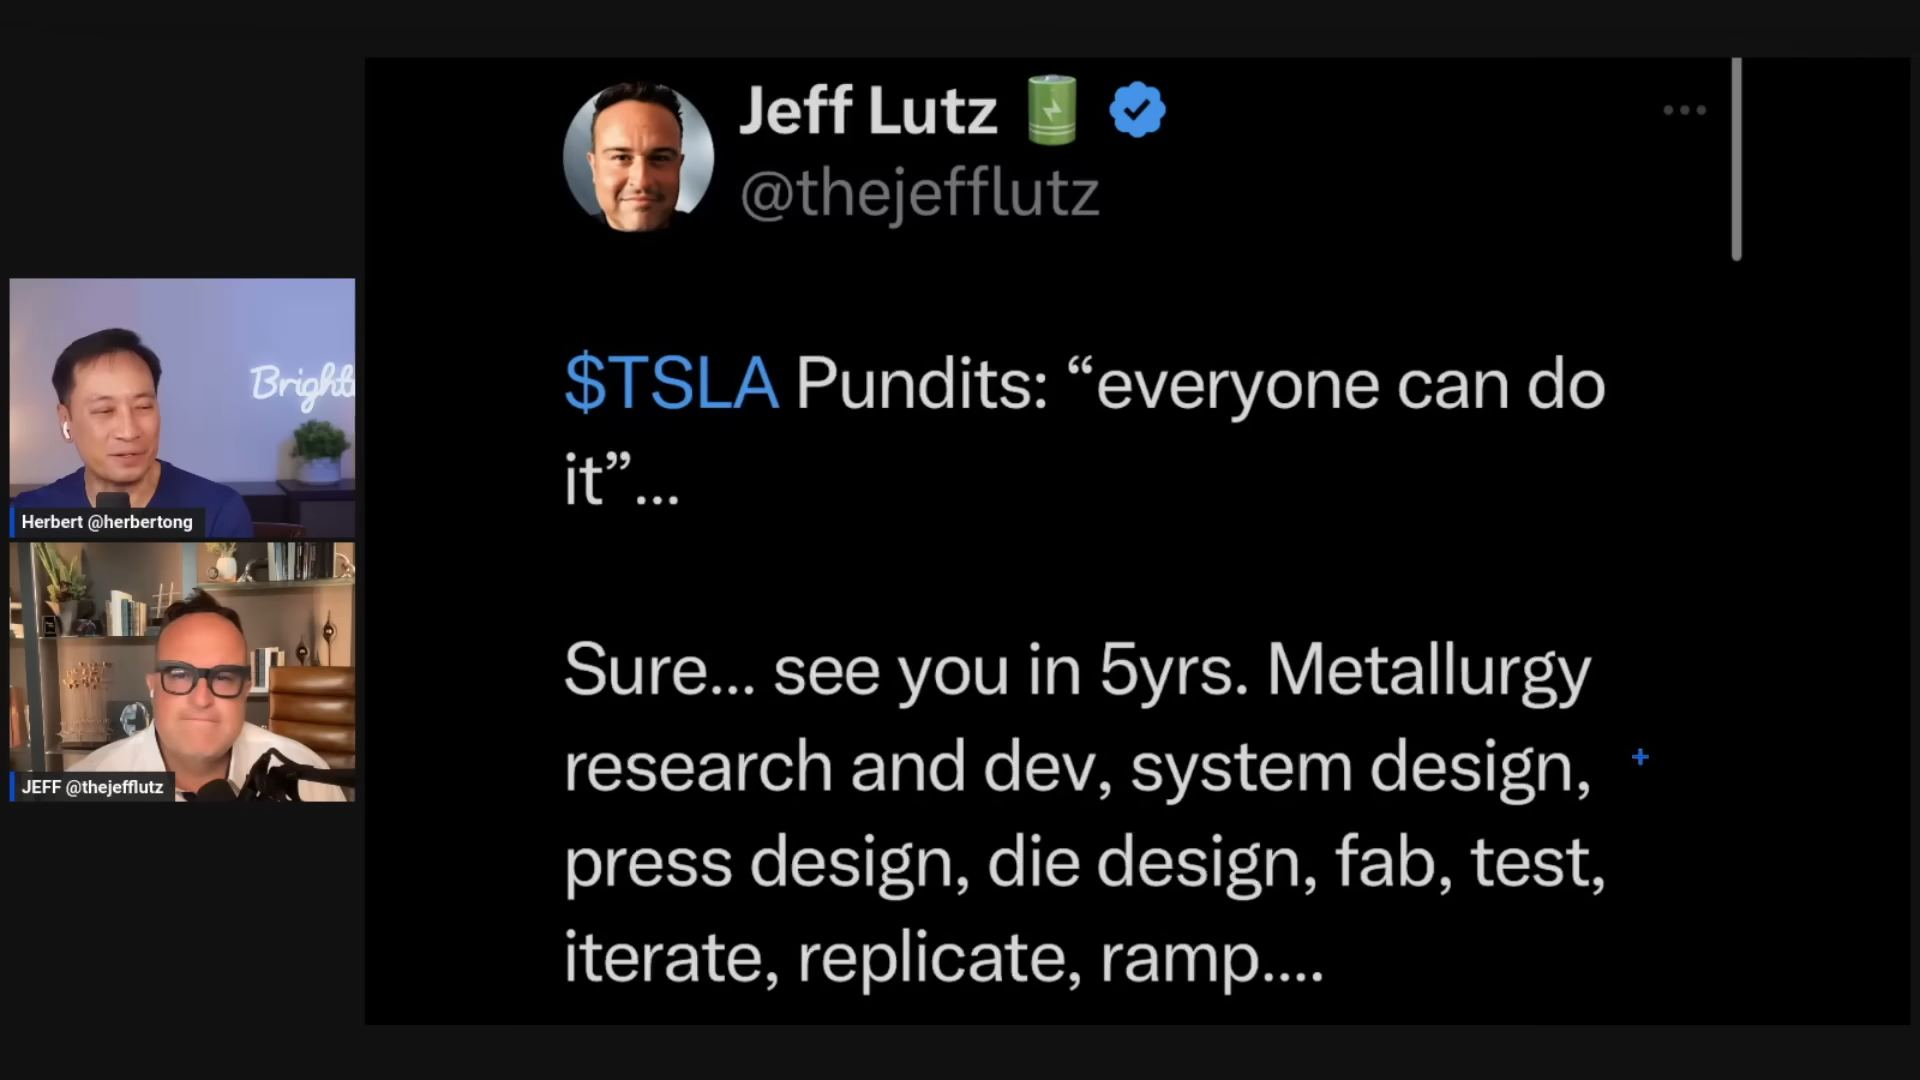 Jeff Lutz
@thejefflutz
$TSLA Pundits: “everyone can do
it”...
Sure... see you in 5yrs. Metallurgy
research and dev, system design,
press design, die design, fab, test,
iterate, replicate, ramp....
Herbert @herbertong
JEFF @thejefflutz